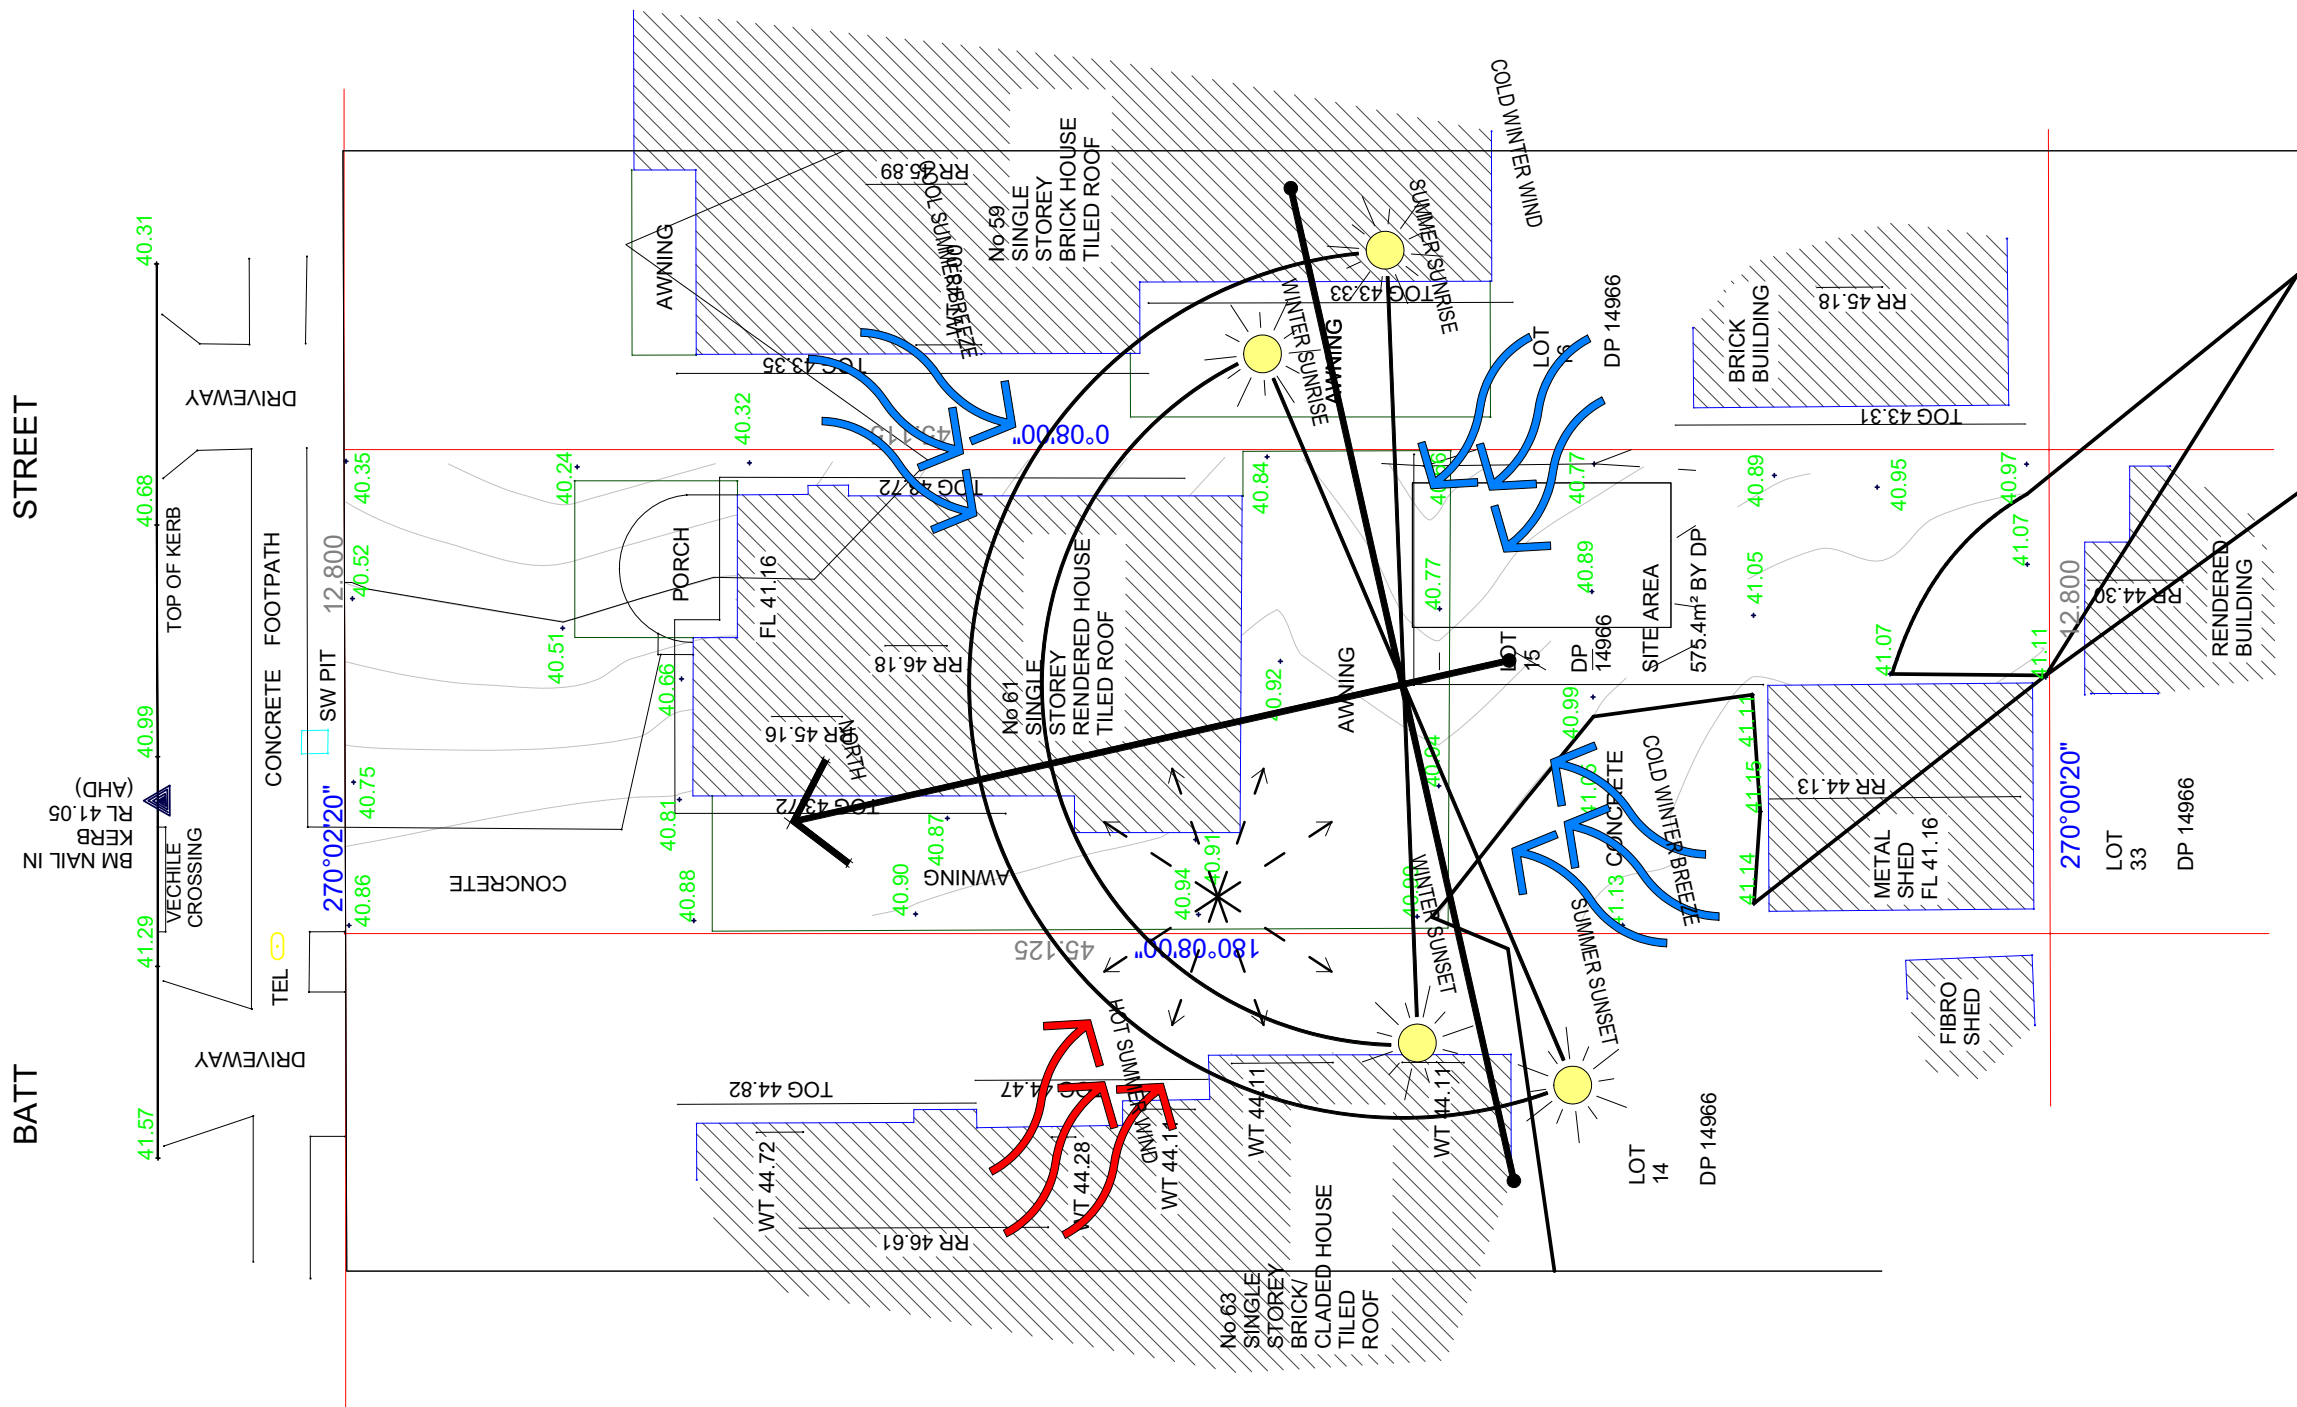 BATT
STREET
BM NAIL IN
KERB
RL 41.05
(AHD)
41.57
41.29
40.99
40.68
40.31
TOP OF KERB
VECHILE
CROSSING
DRIVEWAY
DRIVEWAY
CONCRETE FOOTPATH
TEL
SW PIT
270°02'20"
12.800
40.86
40.75
40.52
40.35
CONCRETE
40.51
40.24
40.88
40.81
40.66
PORCH
AWNING
40.32
FL 41.16
TOG 43.35
TOG 43.72
TOG 43.72
RR 45.16
RR 46.18
NORTH
RR 45.89
COOL SUMMER BREEZE
No 59
SINGLE
STOREY
BRICK HOUSE
TILED ROOF
45.115
0°08'00"
No 61
SINGLE
STOREY
RENDERED HOUSE
TILED ROOF
40.90
40.87
AWNING
45.125
180°08'00"
40.94
40.91
40.92
40.84
AWNING
AWNING
WINTER SUNRISE
SUMMER SUNRISE
TOG 43.33
COLD WINTER WIND
LOT
DP 14966
BRICK
BUILDING
RR 45.18
TOG 43.31
40.77
40.77
40.89
40.89
40.95
40.97
41.07
41.05
41.07
41.11
40.99
40.94
41.11
41.15
41.14
41.13
CONCRETE
LOT
15
DP
14966
SITE AREA
575.4m² BY DP
COLD WINTER BREEZE
WINTER SUNSET
SUMMER SUNSET
METAL
SHED
FL 41.16
RR 44.13
12.800
270°00'20"
RR 44.30
RENDERED
BUILDING
LOT
33
DP 14966
FIBRO
SHED
LOT
14
DP 14966
HOT SUMMER WIND
TOG 44.82
TOG 44.47
WT 44.72
WT 44.28
WT 44.11
WT 44.11
WT 44.11
RR 46.61
No 63
SINGLE
STOREY
BRICK/
CLADED HOUSE
TILED
ROOF